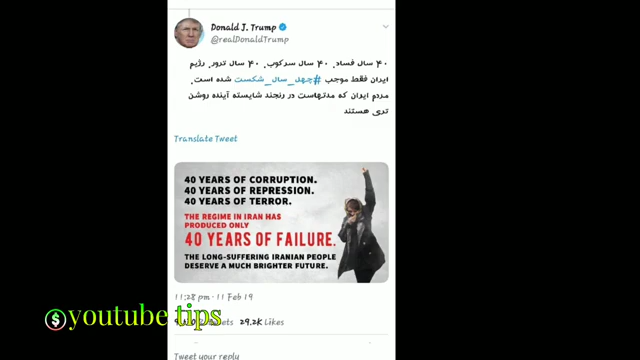 Donald J. Trump
@realDonaldTrump
۴۰ سال فساد. ۴۰ سال سرکوب. ۴۰ سال ترور. رژیم
ایران فقط موجب #چهل_سال_شکست شده است.
مردم ایران که مدتهاست در رنجند شایسته آینده روشن
تری هستند
Translate Tweet
40 YEARS OF CORRUPTION.
40 YEARS OF REPRESSION.
40 YEARS OF TERROR.
THE REGIME IN IRAN HAS
PRODUCED ONLY
40 YEARS OF FAILURE.
THE LONG-SUFFERING IRANIAN PEOPLE
DESERVE A MUCH BRIGHTER FUTURE.
11:28 pm · 11 Feb 19
29.2K Likes
youtube tips
Tweet your reply